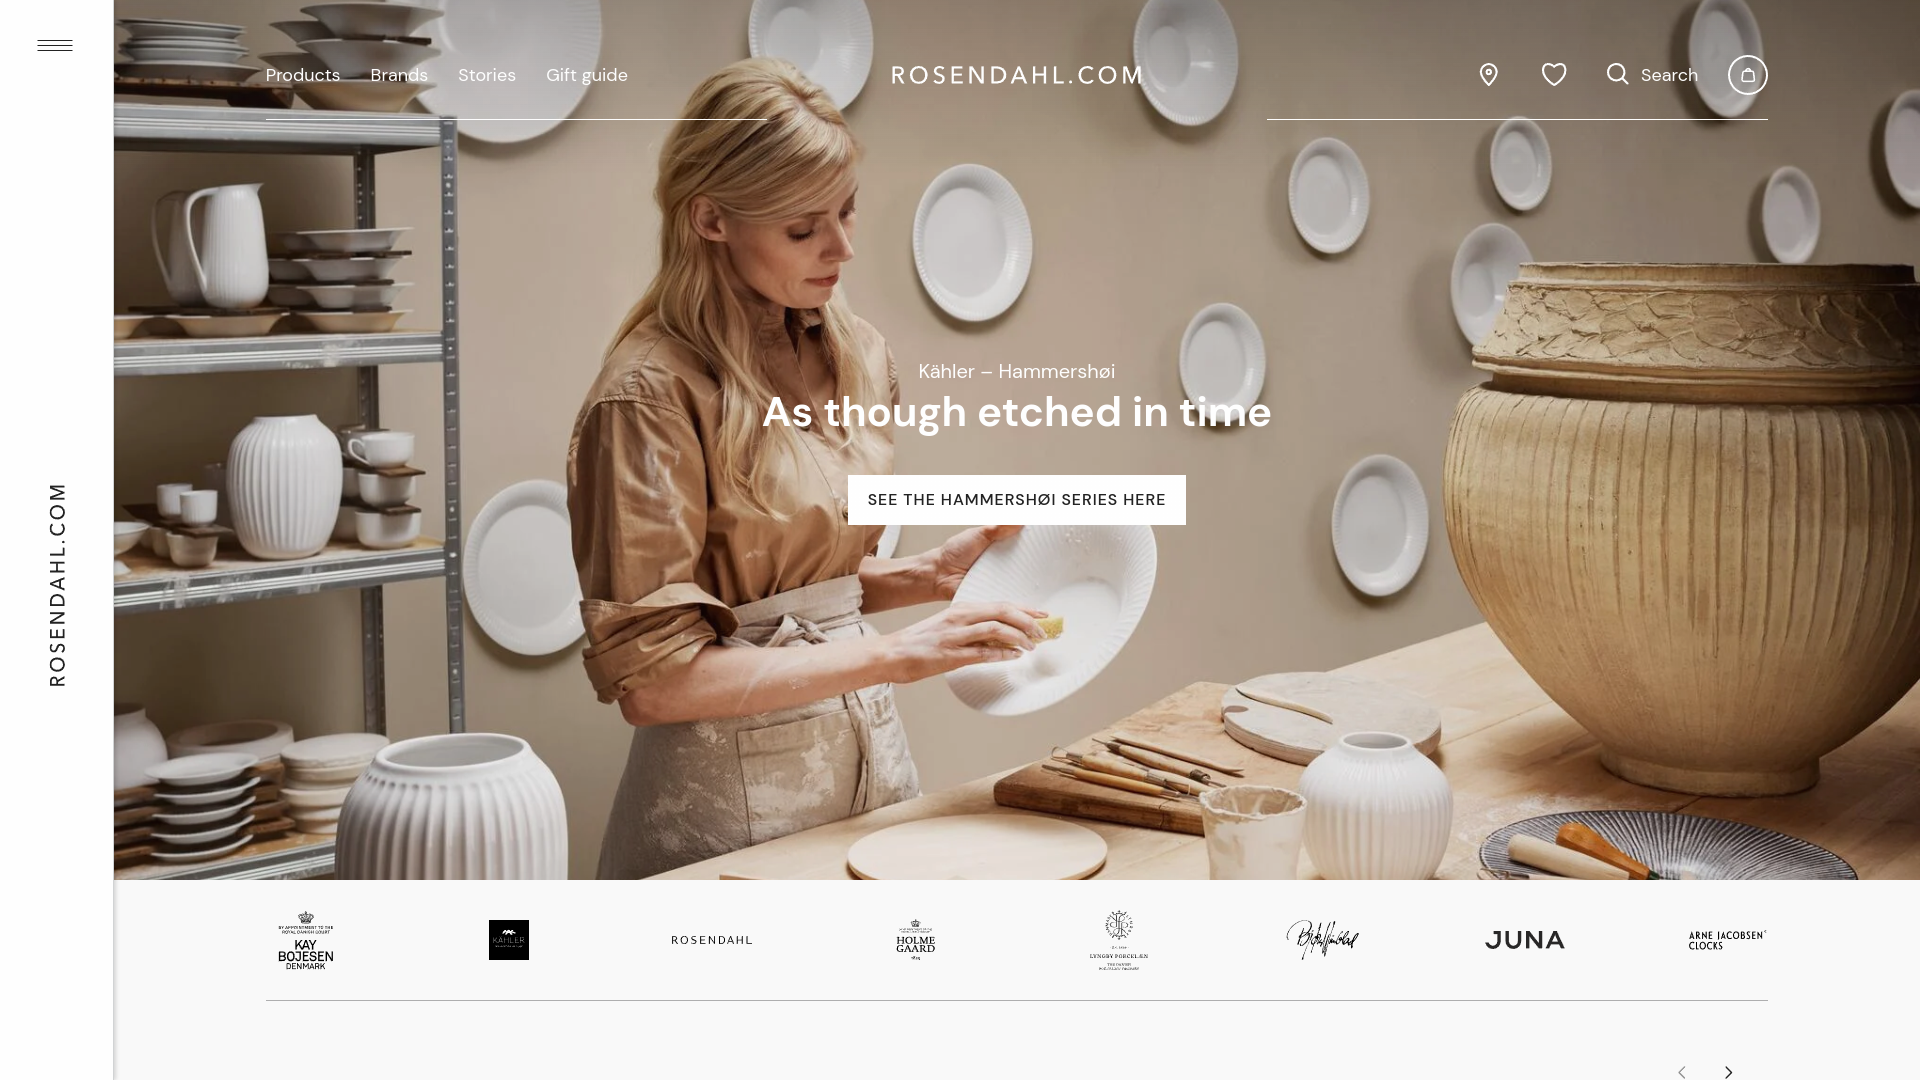 Products Brands Stories Gift guide
ROSENDAHL.COM
Search
ROSENDAHL.COM
Kähler – Hammershøi
As though etched in time
SEE THE HAMMERSHØI SERIES HERE
BY APPOINTMENT TO THE
ROYAL DANISH COURT
KAY
BOJESEN
DENMARK
KÄHLER
ROSENDAHL
HOLME
GAARD
1825
LYNGBY PORCELÆN
JUNA
ARNE JACOBSEN®
CLOCKS